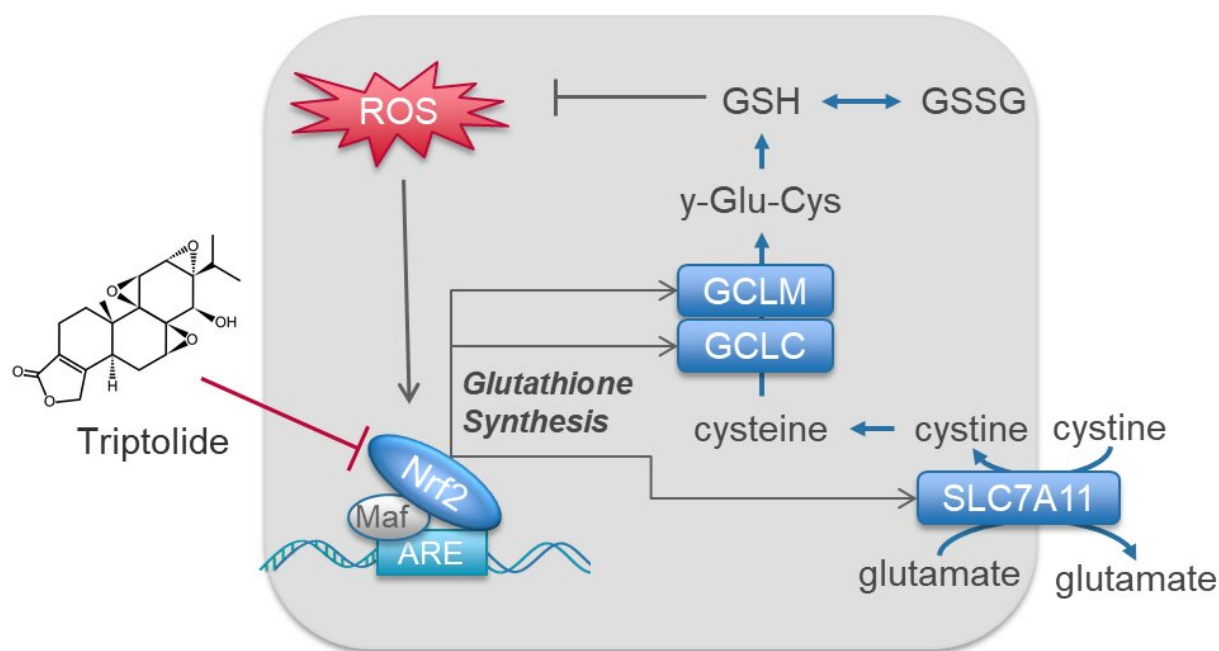 ROS
GSH
GSSG
y-Glu-Cys
GCLM
GCLC
Glutathione
Synthesis
cysteine
cystine
cystine
SLC7A11
glutamate
glutamate
O
O
O
OH
H
O
O
Triptolide
Nrf2
Maf
ARE